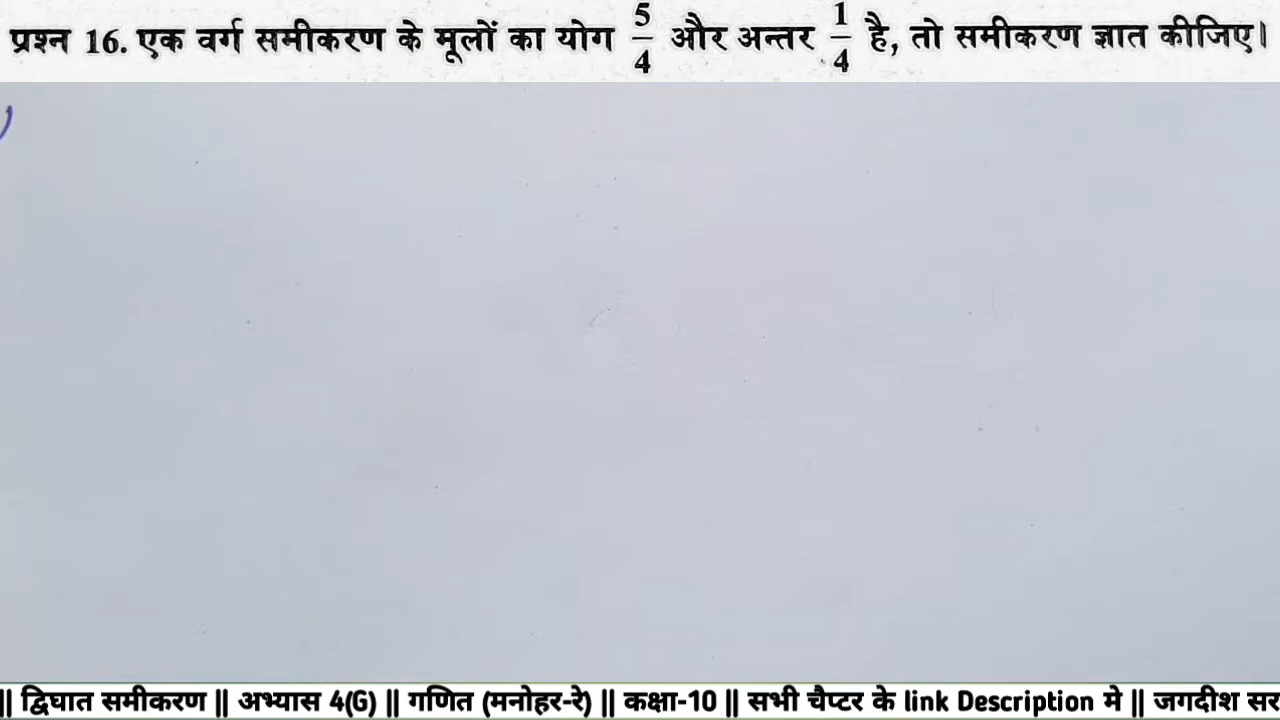 प्रश्न 16. एक वर्ग समीकरण के मूलों का योग 5/4 और अन्तर 1/4 है, तो समीकरण ज्ञात कीजिए।
|| द्विघात समीकरण || अभ्यास 4(G) || गणित (मनोहर-रे) || कक्षा-10 || सभी चैप्टर के link Description मे || जगदीश सर